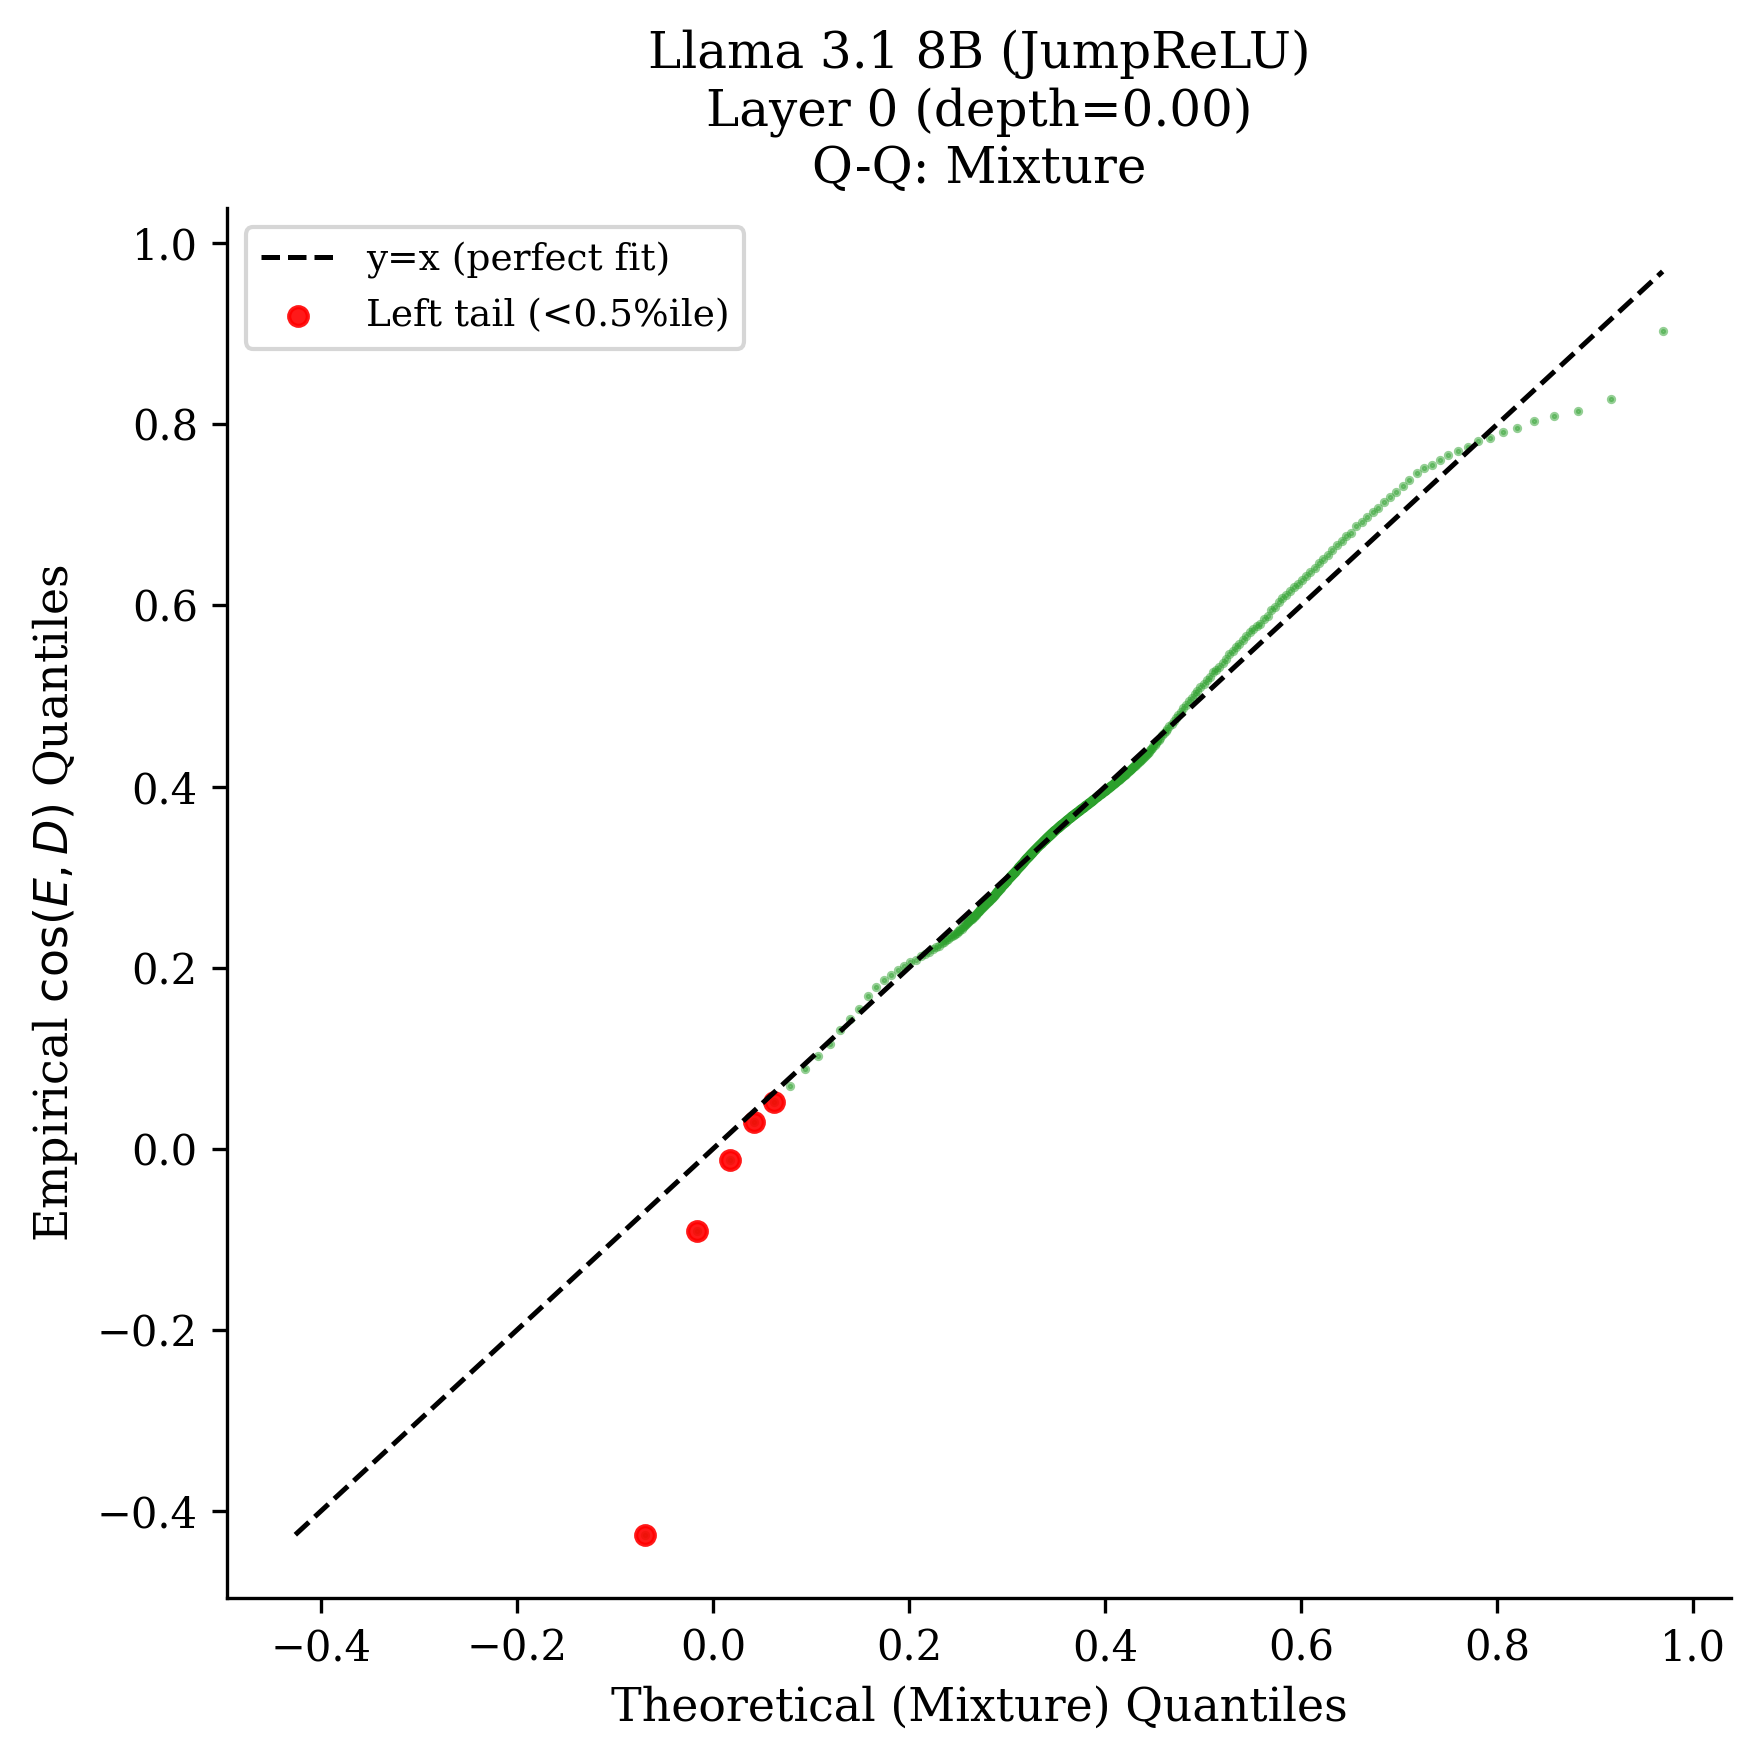 Llama 3.1 8B (JumpReLU)
Layer 0 (depth=0.00)
Q-Q: Mixture
y=x (perfect fit)
Left tail (<0.5%ile)
Empirical cos(E, D) Quantiles
1.0
0.8
0.6
0.4
0.2
0.0
−0.2
−0.4
−0.4
−0.2
0.0
0.2
0.4
0.6
0.8
1.0
Theoretical (Mixture) Quantiles